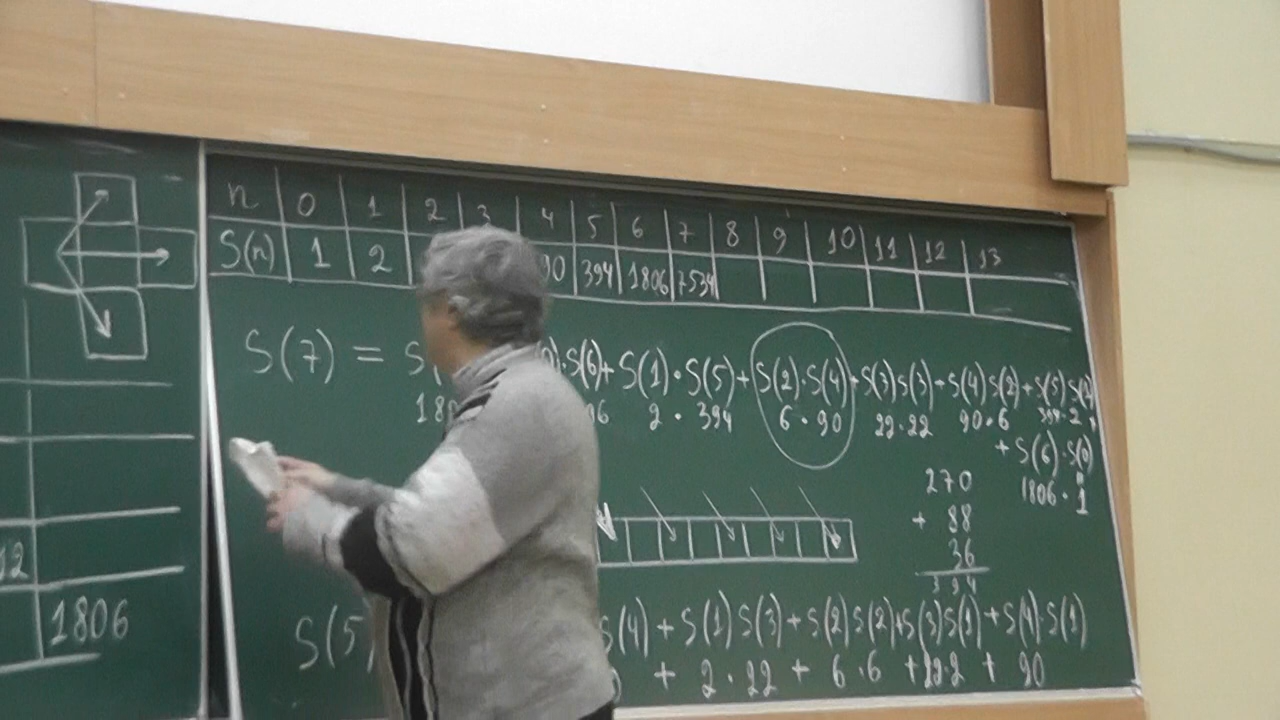 n 0 1 2 3 4 5 6 7 8 9 10 11 12 13
S(n) 1 2 90 394 1806 7534
S(7) = S( )·S(6)+ S(1)·S(5)+ S(2)·S(4)+ S(3)S(3)+ S(4)S(2)+ S(5)S(1)
2·394 6·90 22·22 90·6 394·2
+ S(6)·S(0)
1806·1
270
+ 88
36
394
12
1806
S(5 S(4)+ S(1)S(3)+ S(2)S(2)+ S(3)S(1)+ S(4)·S(1)
+ 2·22 + 6·6 + 22·2 + 90